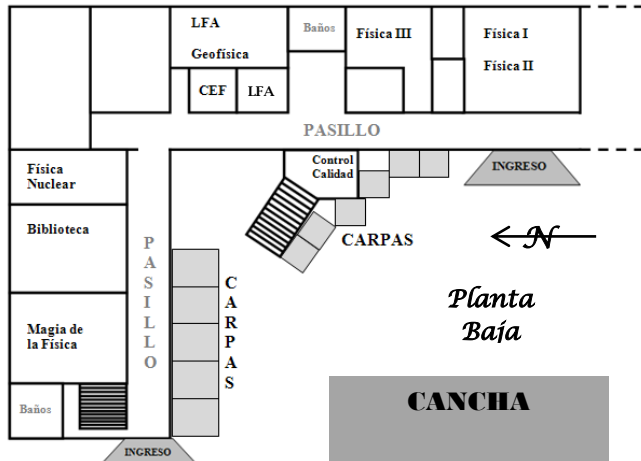 LFA
Geofísica
Baños
Física III
Física I
Física II
CEF
LFA
PASILLO
Control
Calidad
INGRESO
Física
Nuclear
Biblioteca
PASILLO
CARPAS
CARPAS
N
Planta
Baja
Magia de
la Física
Baños
CANCHA
INGRESO